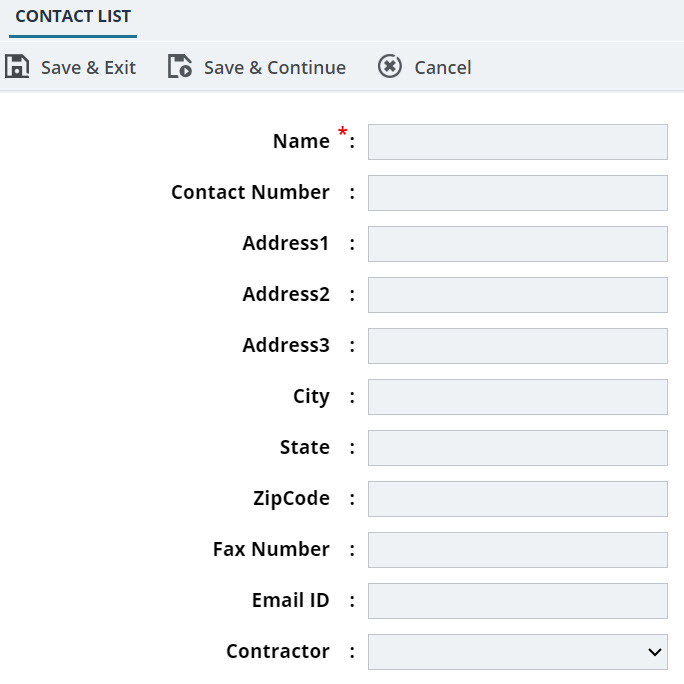 CONTACT LIST
Save & Exit Save & Continue Cancel
Name *:
Contact Number :
Address1 :
Address2 :
Address3 :
City :
State :
ZipCode :
Fax Number :
Email ID :
Contractor :